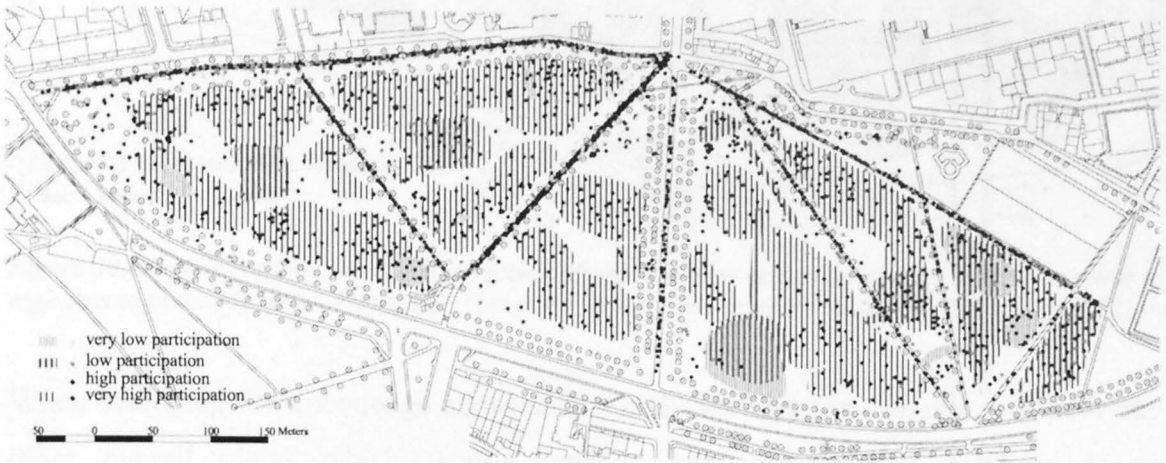 very low participation
low participation
high participation
very high participation
50 0 50 100 150 Meters